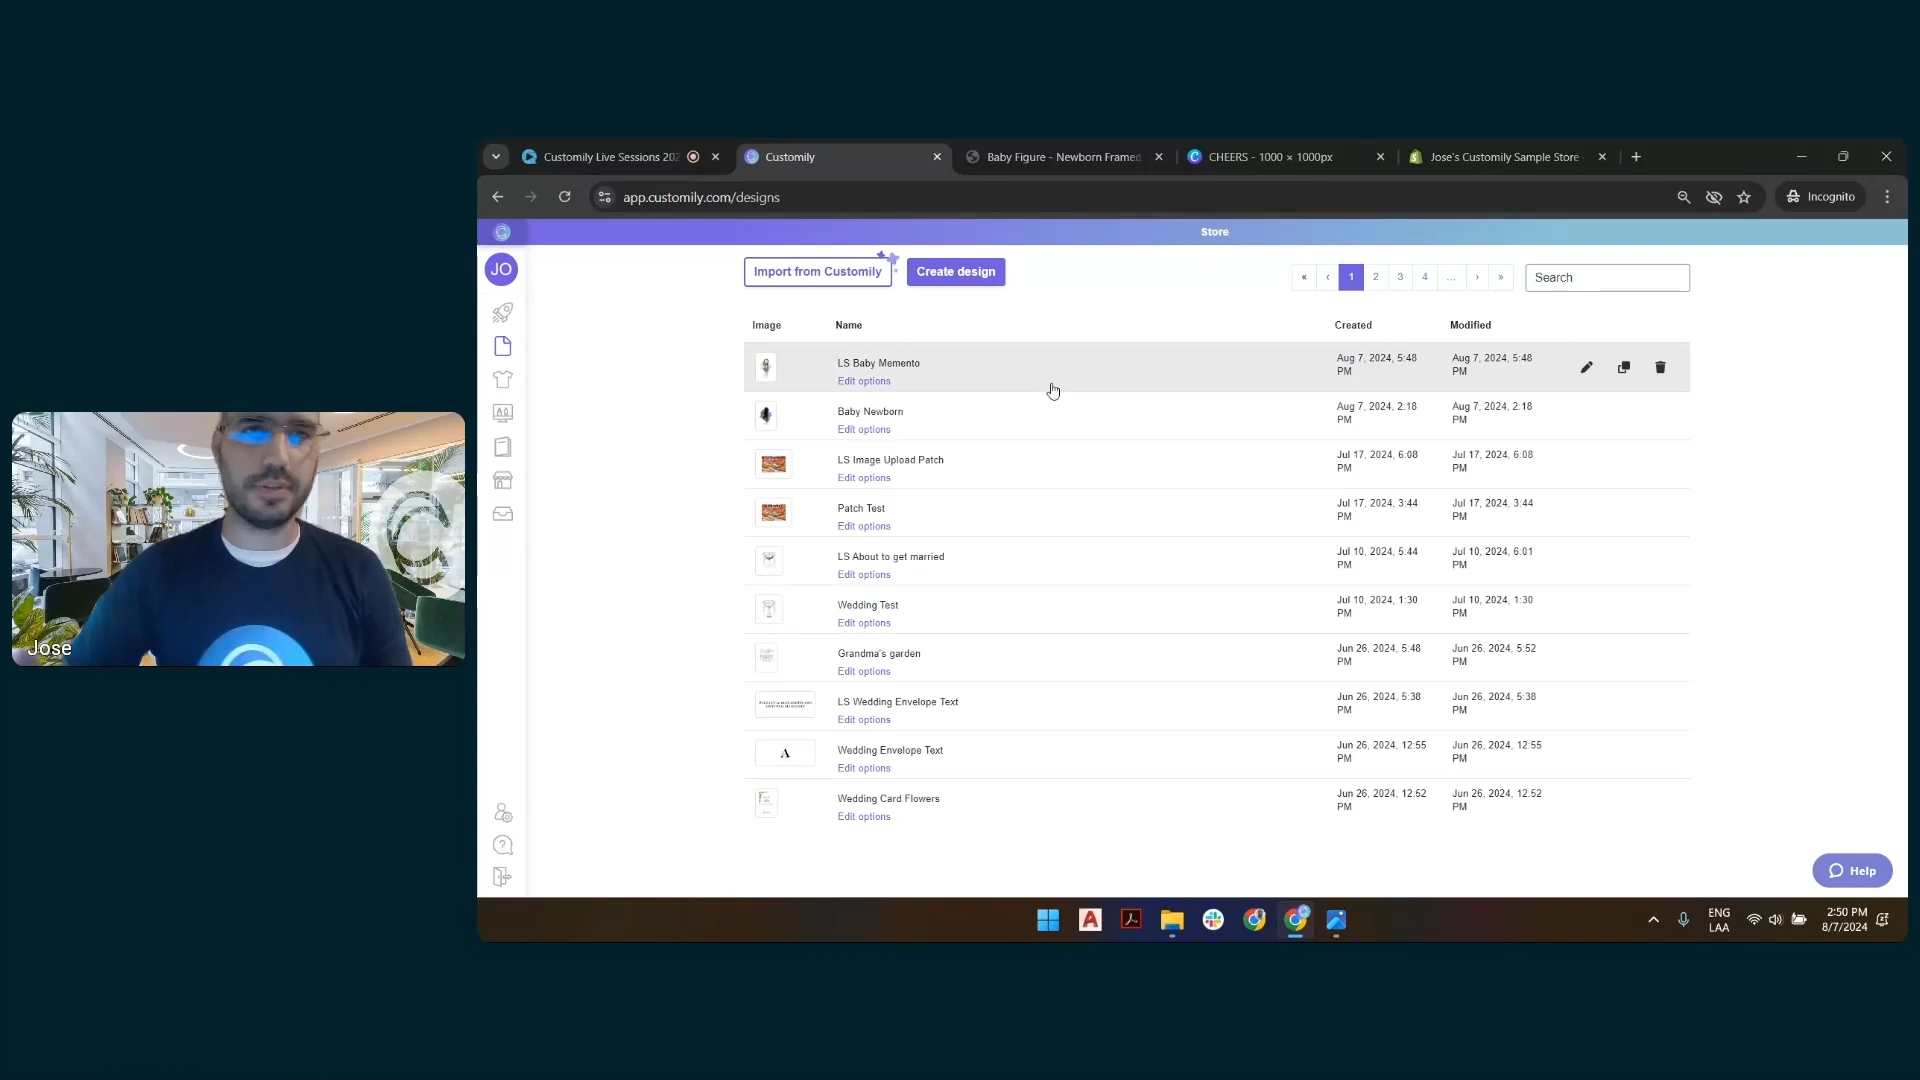 Customily Live Sessions 202
Customily
Baby Figure - Newborn Framed
CHEERS - 1000 × 1000px
Jose's Customily Sample Store
app.customily.com/designs
Incognito
Store
JO
Import from Customily
Create design
« ‹ 1 2 3 4 ... › »
Search
Image Name Created Modified
LS Baby Memento
Edit options
Aug 7, 2024, 5:48 PM
Aug 7, 2024, 5:48 PM
Baby Newborn
Edit options
Aug 7, 2024, 2:18 PM
Aug 7, 2024, 2:18 PM
LS Image Upload Patch
Edit options
Jul 17, 2024, 6:08 PM
Jul 17, 2024, 6:08 PM
Patch Test
Edit options
Jul 17, 2024, 3:44 PM
Jul 17, 2024, 3:44 PM
LS About to get married
Edit options
Jul 10, 2024, 5:44 PM
Jul 10, 2024, 6:01 PM
Wedding Test
Edit options
Jul 10, 2024, 1:30 PM
Jul 10, 2024, 1:30 PM
Grandma's garden
Edit options
Jun 26, 2024, 5:48 PM
Jun 26, 2024, 5:52 PM
LS Wedding Envelope Text
Edit options
Jun 26, 2024, 5:38 PM
Jun 26, 2024, 5:38 PM
A
Wedding Envelope Text
Edit options
Jun 26, 2024, 12:55 PM
Jun 26, 2024, 12:55 PM
Wedding Card Flowers
Edit options
Jun 26, 2024, 12:52 PM
Jun 26, 2024, 12:52 PM
Help
Jose
ENG
LAA
2:50 PM
8/7/2024